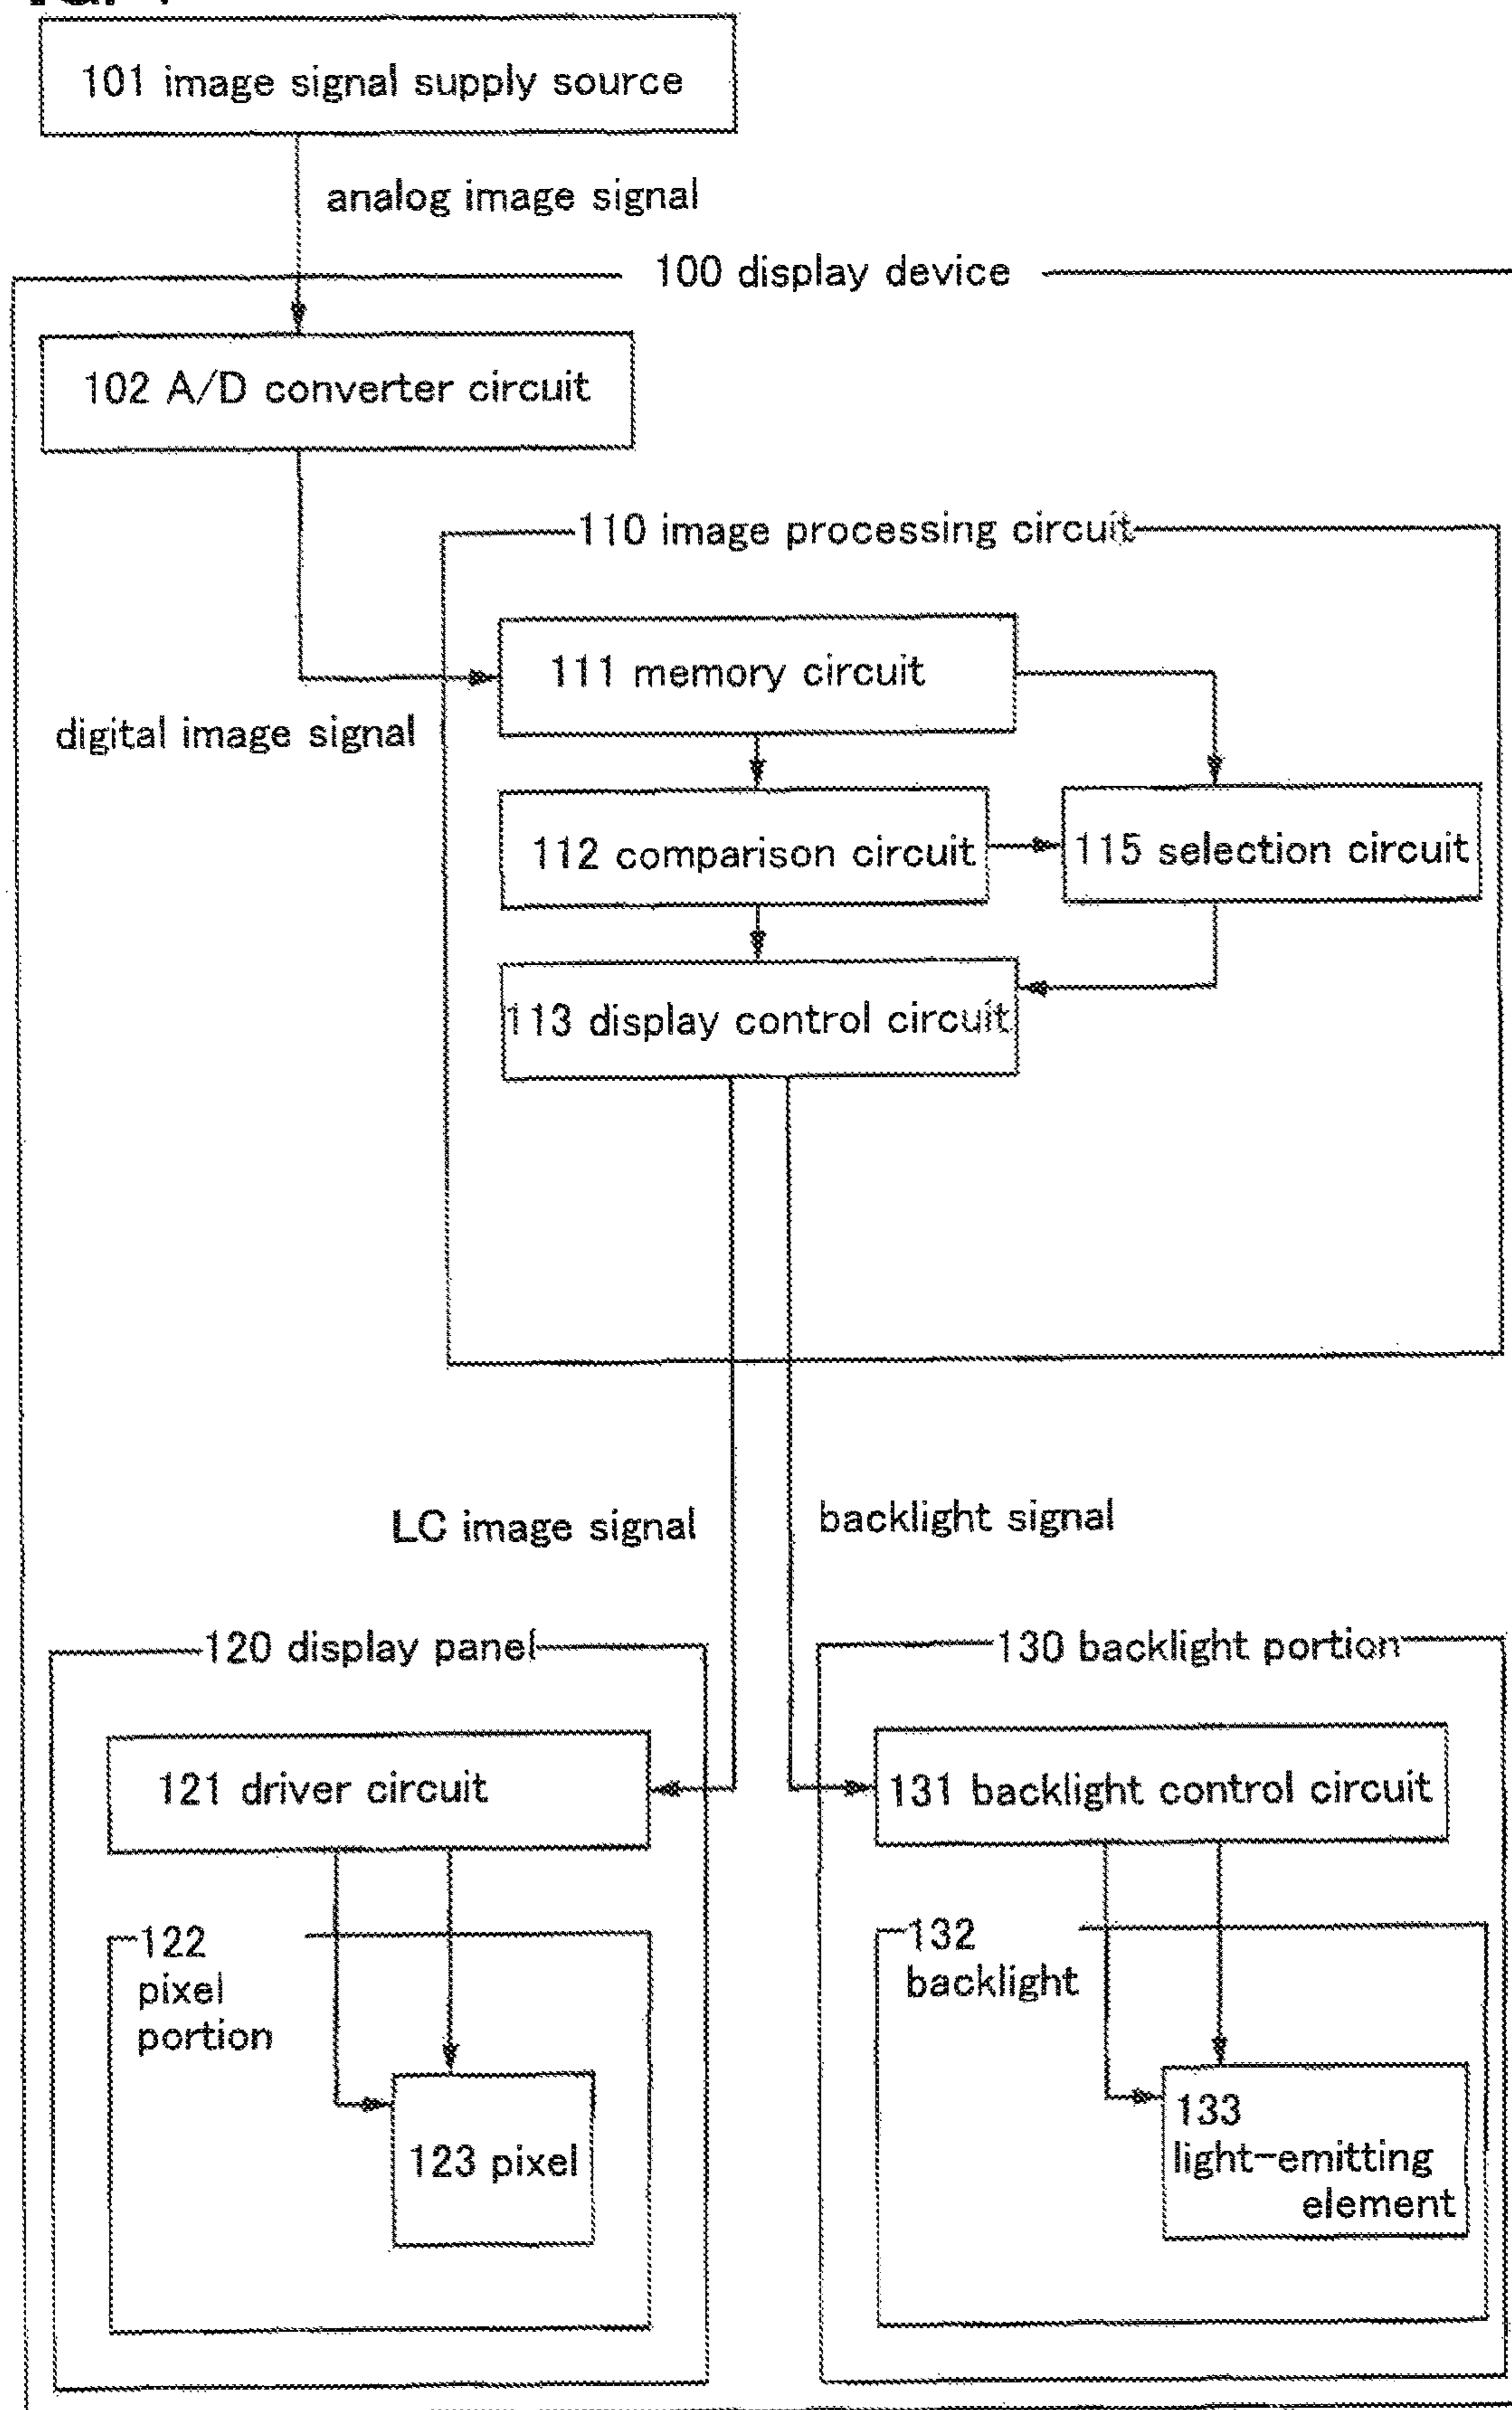 101 image signal supply source
analog image signal
100 display device
102 A/D converter circuit
110 image processing circuit
111 memory circuit
digital image signal
112 comparison circuit
115 selection circuit
113 display control circuit
LC image signal
backlight signal
120 display panel
130 backlight portion
121 driver circuit
131 backlight control circuit
122
pixel
portion
132
backlight
123 pixel
133
light-emitting
element